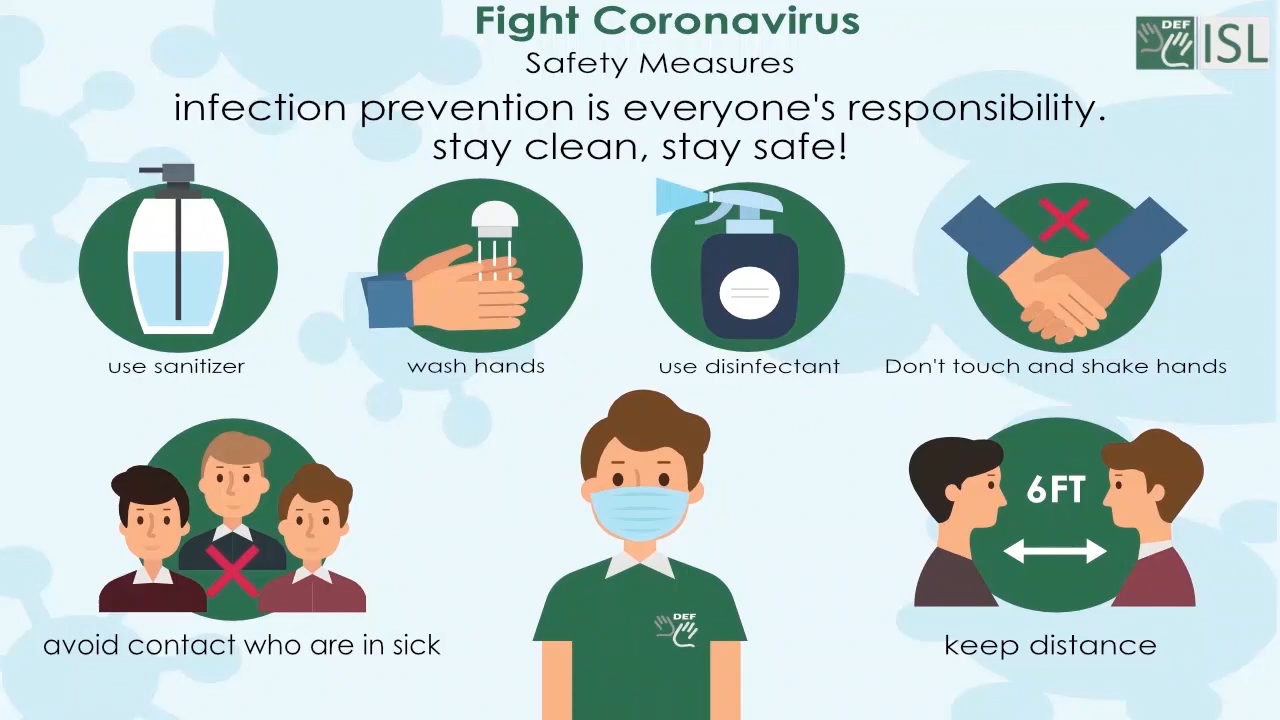 Fight Coronavirus
DEF
ISL
Safety Measures
infection prevention is everyone's responsibility.
stay clean, stay safe!
use sanitizer
wash hands
use disinfectant
Don't touch and shake hands
6FT
DEF
avoid contact who are in sick
keep distance